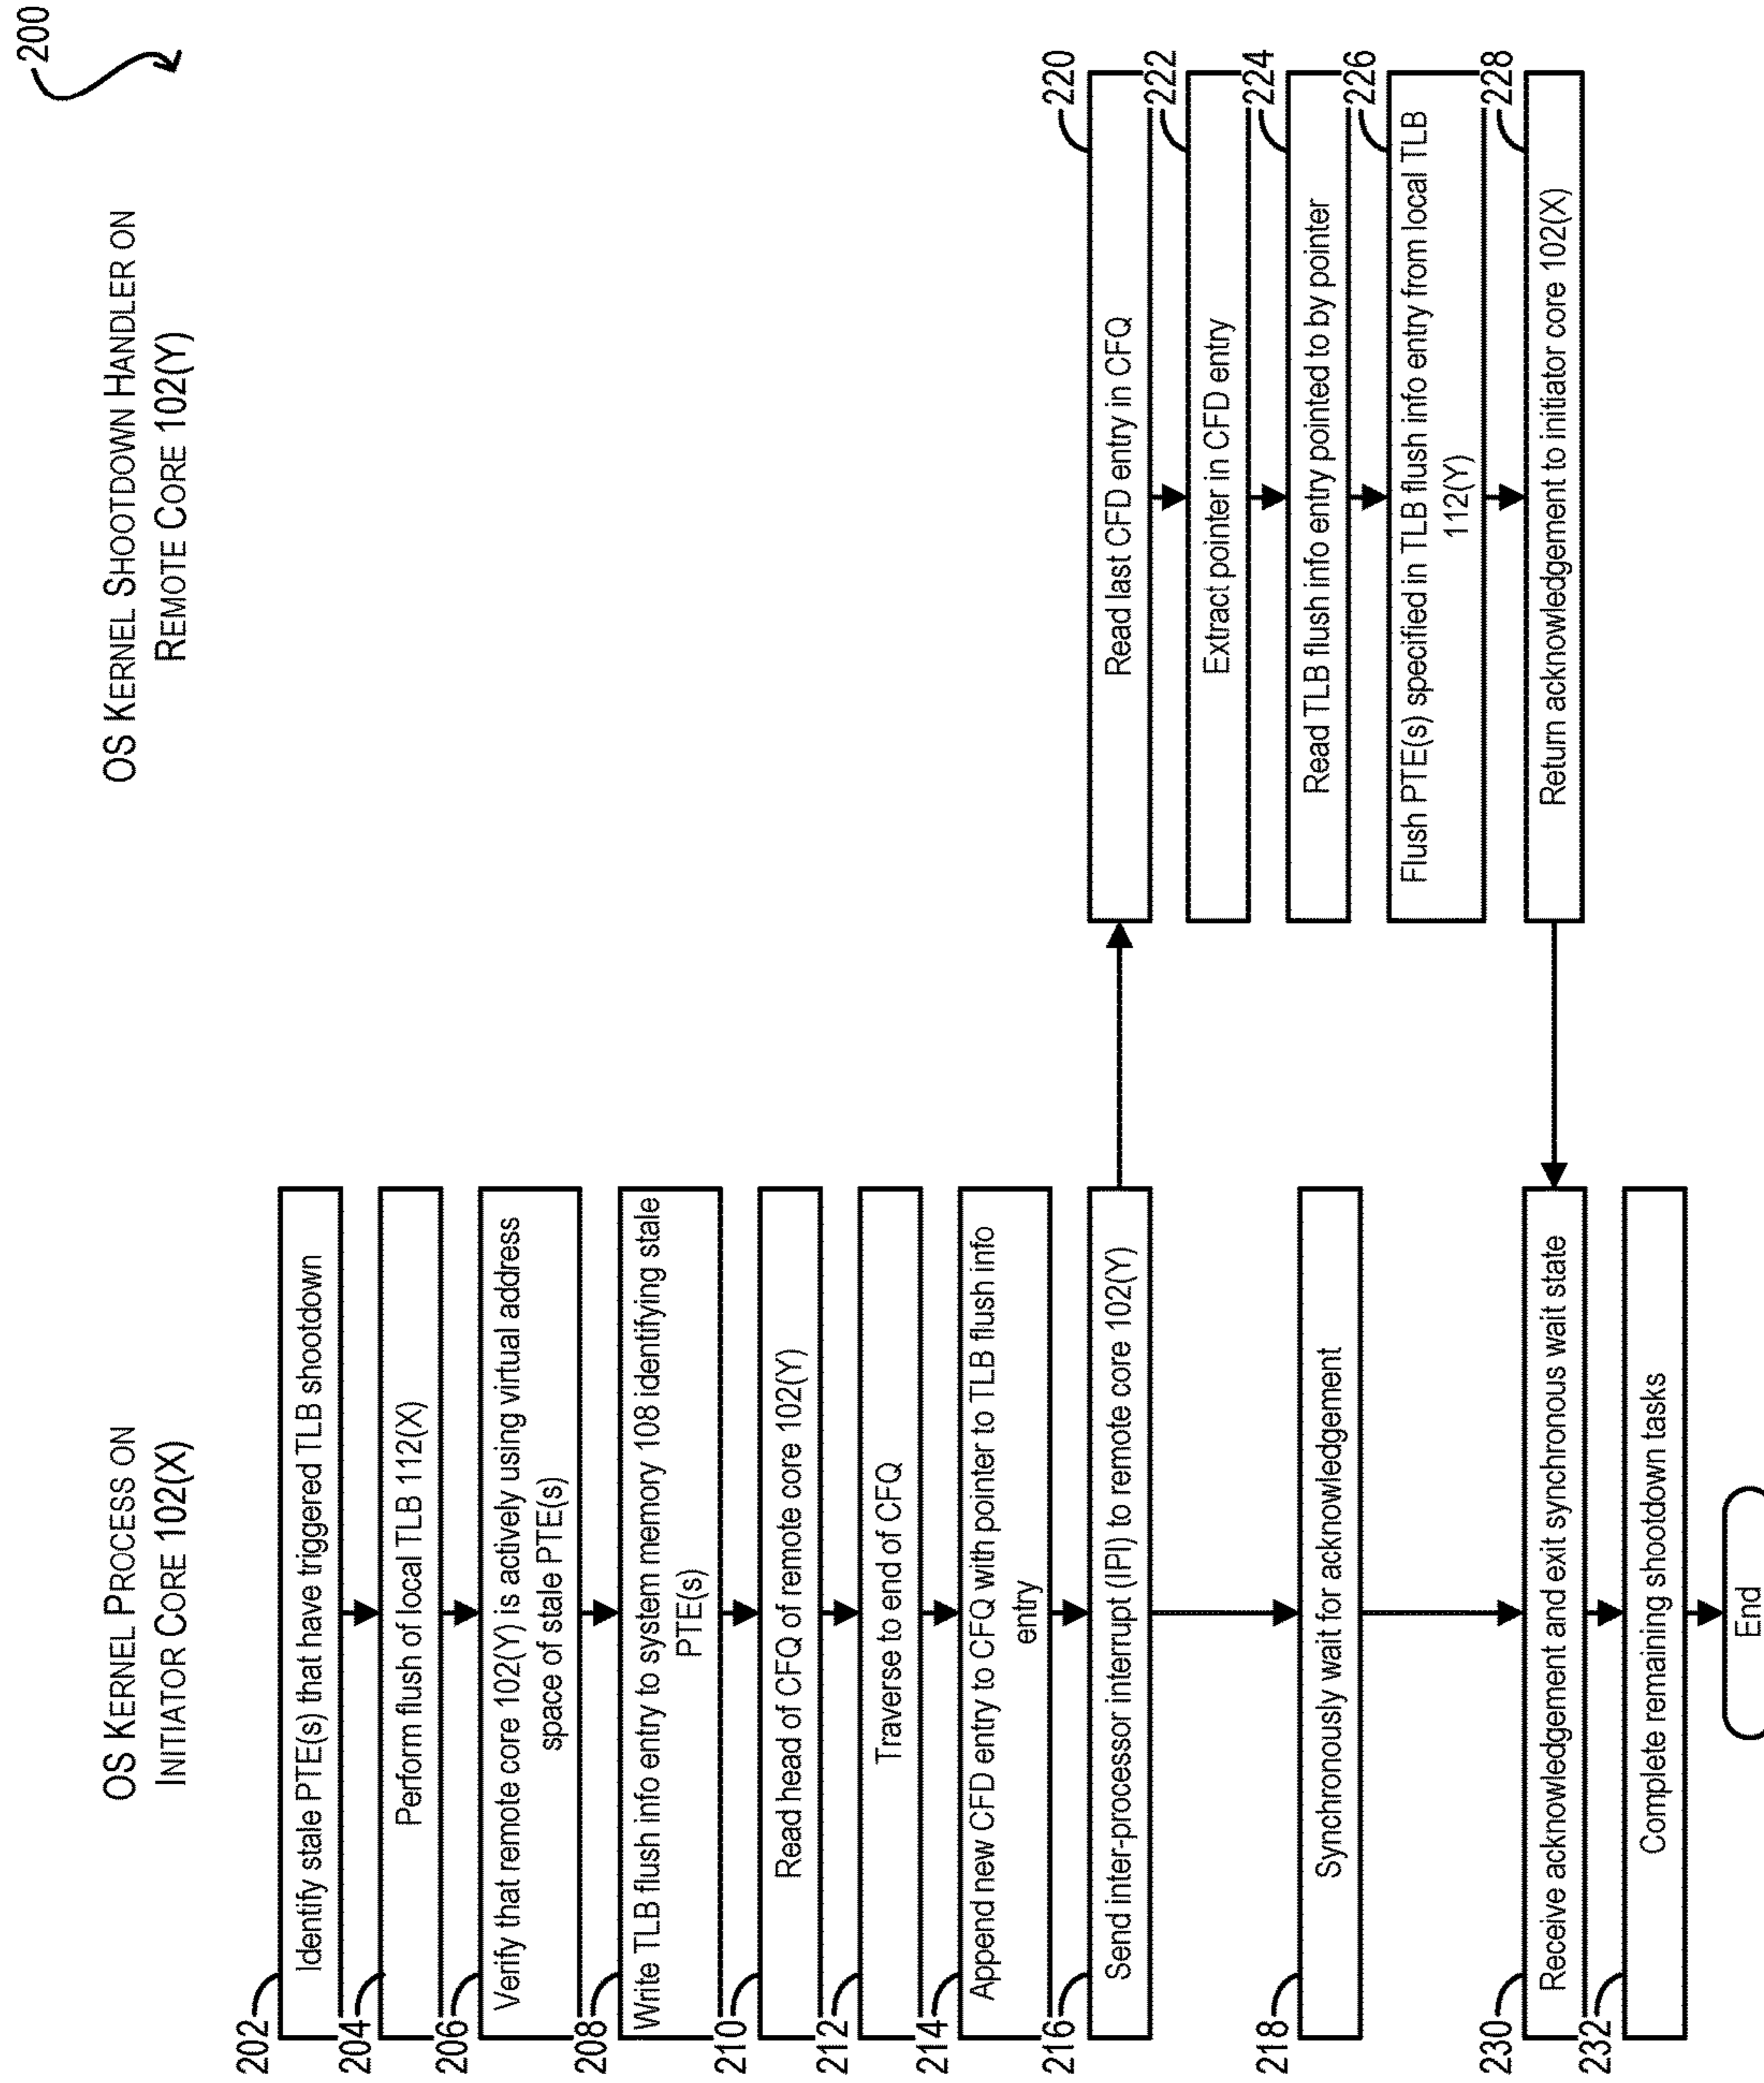 200
OS KERNEL PROCESS ON
INITIATOR CORE 102(X)
OS KERNEL SHOOTDOWN HANDLER ON
REMOTE CORE 102(Y)
202
Identify stale PTE(s) that have triggered TLB shootdown
204
Perform flush of local TLB 112(X)
206
Verify that remote core 102(Y) is actively using virtual address
space of stale PTE(s)
208
Write TLB flush info entry to system memory 108 identifying stale
PTE(s)
210
Read head of CFQ of remote core 102(Y)
212
Traverse to end of CFQ
214
Append new CFD entry to CFQ with pointer to TLB flush info
entry
216
Send inter-processor interrupt (IPI) to remote core 102(Y)
218
Synchronously wait for acknowledgement
220
Read last CFD entry in CFQ
222
Extract pointer in CFD entry
224
Read TLB flush info entry pointed to by pointer
226
Flush PTE(s) specified in TLB flush info entry from local TLB
112(Y)
228
Return acknowledgement to initiator core 102(X)
230
Receive acknowledgement and exit synchronous wait state
232
Complete remaining shootdown tasks
End